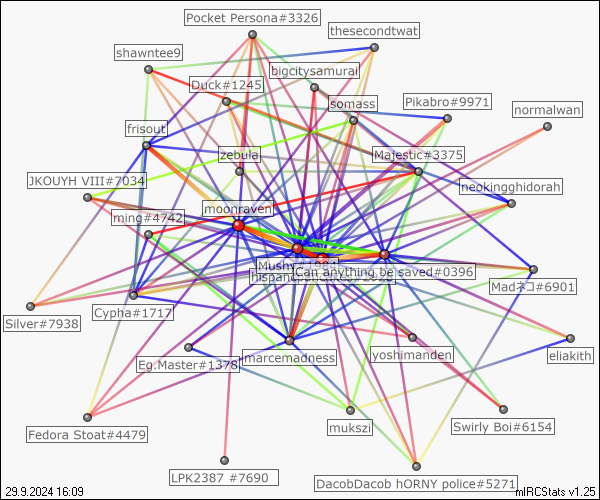 Pocket Persona#3326
thesecondtwat
shawntee9
bigcitysamurai
Duck#1245
somass
Pikabro#9971
normalwan
frisout
zebula
Majestic#3375
JKOUYH VIII#7034
neokingghidorah
moonraven
ming#4742
Mushy#1984
Can anything be saved#0396
Madネコ#6901
Silver#7938
Cypha#1717
Eg.Master#1378
marcemadness
yoshimanden
eliakith
mukszi
Swirly Boi#6154
Fedora Stoat#4479
LPK2387 #7690
DacobDacob hORNY police#5271
29.9.2024 16:09
mIRCStats v1.25